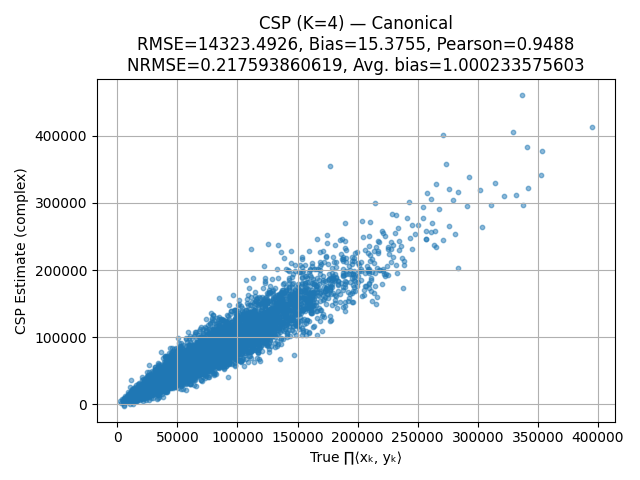 CSP (K=4) — Canonical
RMSE=14323.4926, Bias=15.3755, Pearson=0.9488
NRMSE=0.217593860619, Avg. bias=1.000233575603
CSP Estimate (complex)
400000
300000
200000
100000
0
0 50000 100000 150000 200000 250000 300000 350000 400000
True ∏⟨xₖ, yₖ⟩